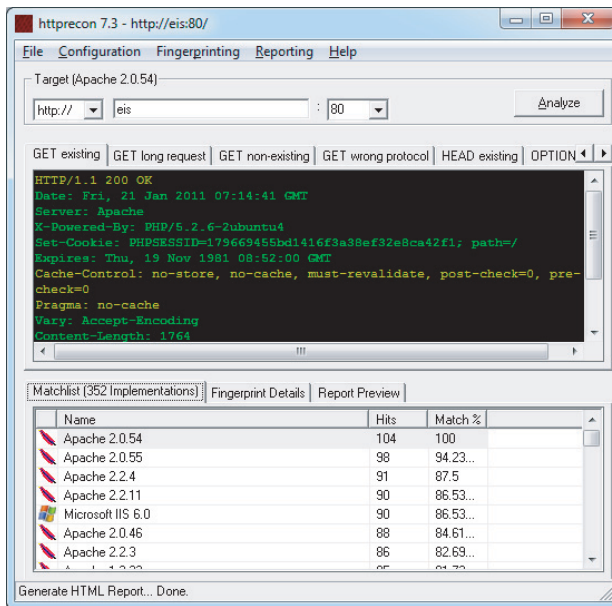 httprecon 7.3 - http://eis:80/
File Configuration Fingerprinting Reporting Help
Target (Apache 2.0.54)
http:// eis : 80 Analyze
GET existing GET long request GET non-existing GET wrong protocol HEAD existing OPTION
HTTP/1.1 200 OK
Date: Fri, 21 Jan 2011 07:14:41 GMT
Server: Apache
X-Powered-By: PHP/5.2.6-2ubuntu4
Set-Cookie: PHPSESSID=179669455bd1416f3a38ef32e8ca42f1; path=/
Expires: Thu, 19 Nov 1981 08:52:00 GMT
Cache-Control: no-store, no-cache, must-revalidate, post-check=0, pre-
check=0
Pragma: no-cache
Vary: Accept-Encoding
Content-Length: 1764
Matchlist (352 Implementations) Fingerprint Details Report Preview
Name Hits Match %
Apache 2.0.54 104 100
Apache 2.0.55 98 94.23...
Apache 2.2.4 91 87.5
Apache 2.2.11 90 86.53...
Microsoft IIS 6.0 90 86.53...
Apache 2.0.46 88 84.61...
Apache 2.2.3 86 82.69...
Generate HTML Report... Done.